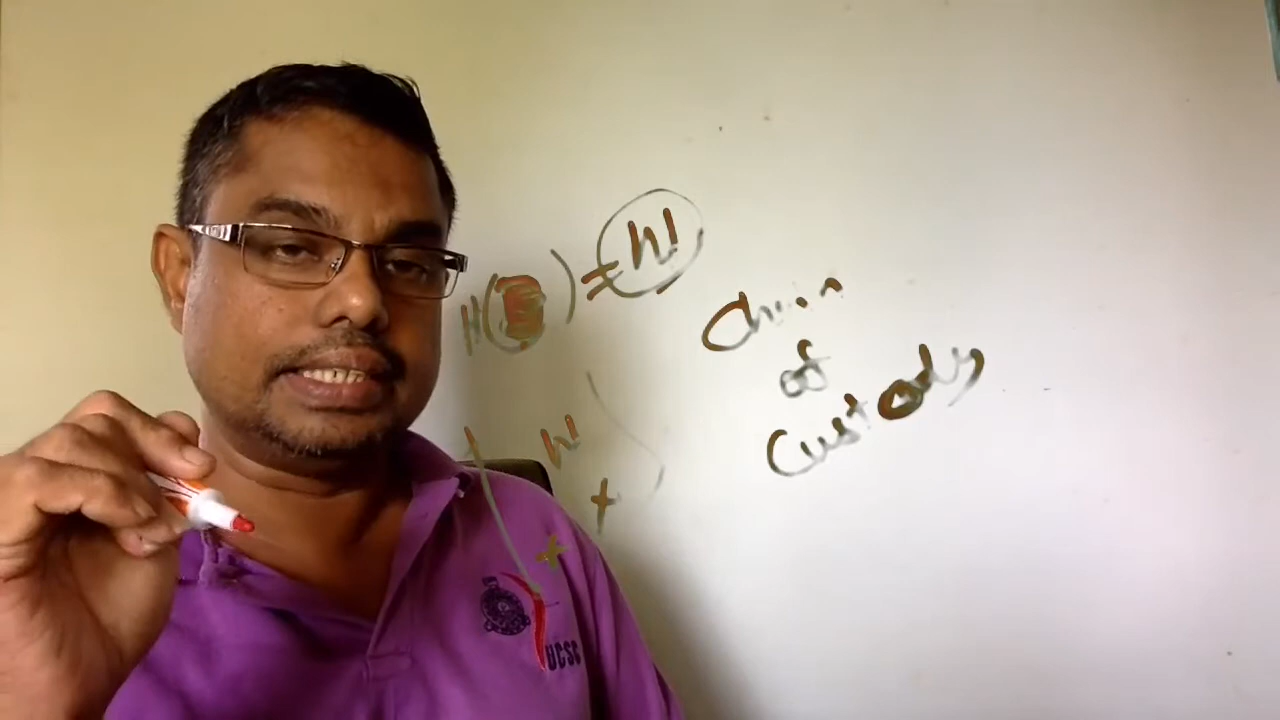 H( ) = h1
Chain
of
Custody
h1
+
+
UCSC